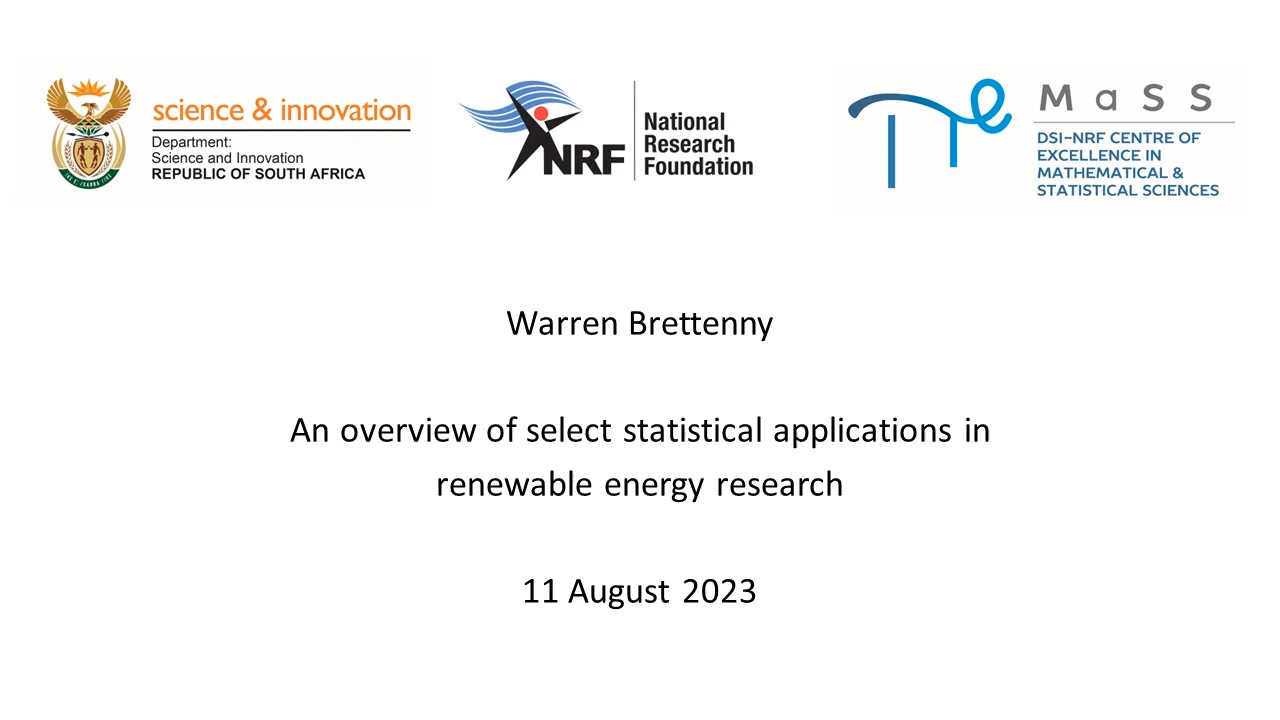 science & innovation
Department:
Science and Innovation
REPUBLIC OF SOUTH AFRICA
NRF
National
Research
Foundation
MaSS
DSI-NRF CENTRE OF
EXCELLENCE IN
MATHEMATICAL &
STATISTICAL SCIENCES
Warren Brettenny
An overview of select statistical applications in
renewable energy research
11 August 2023